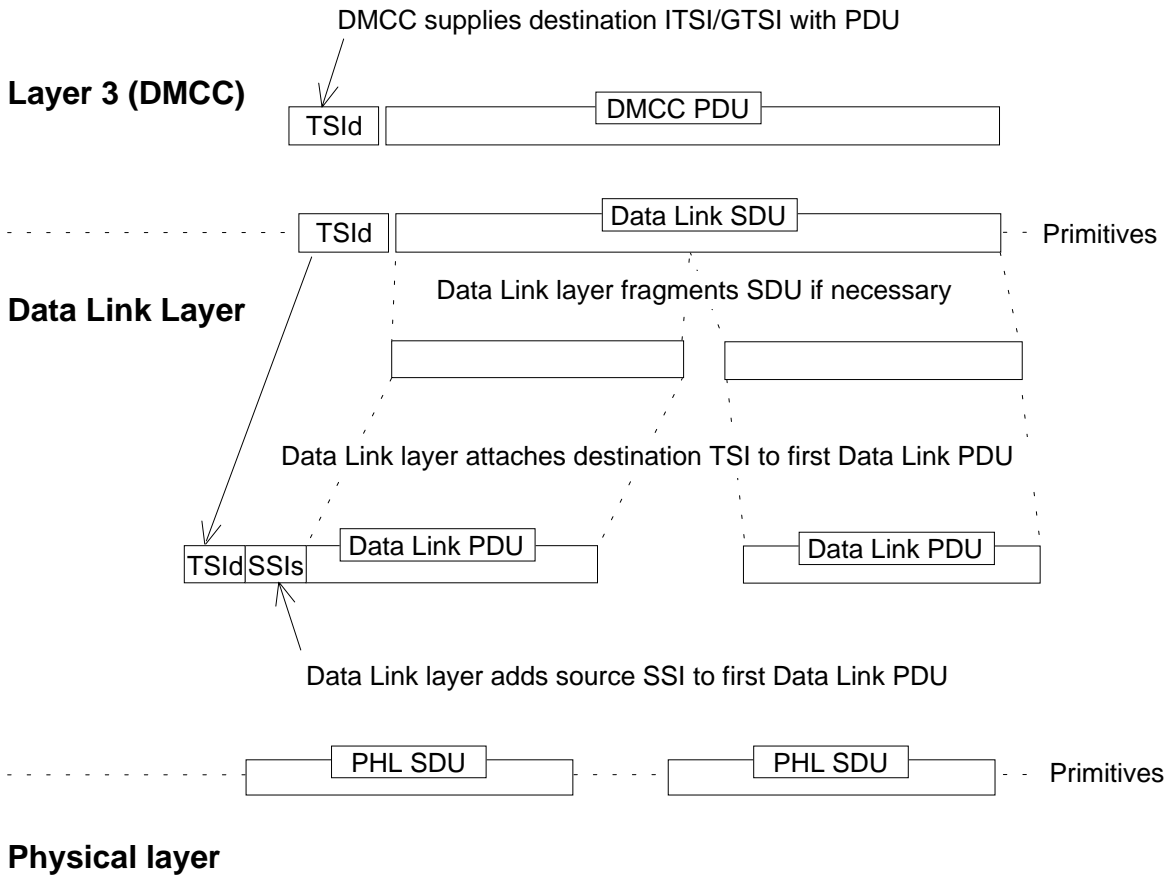 DMCC supplies destination ITSI/GTSI with PDU
Layer 3 (DMCC)
TSId
DMCC PDU
TSId
Data Link SDU
Primitives
Data Link layer fragments SDU if necessary
Data Link Layer
Data Link layer attaches destination TSI to first Data Link PDU
TSId
SSIs
Data Link PDU
Data Link PDU
Data Link layer adds source SSI to first Data Link PDU
PHL SDU
PHL SDU
Primitives
Physical layer